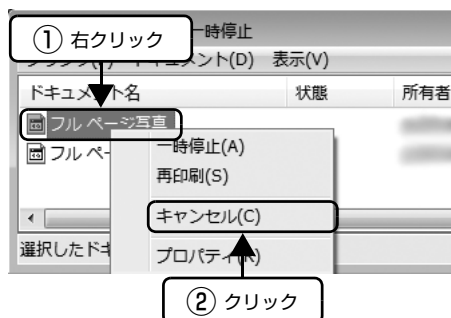 ① 右クリック
一時停止
ドキュメント(D) 表示(V)
ドキュメント名 状態 所有者
フル ページ写真
フル ペー
一時停止(A)
再印刷(S)
キャンセル(C)
選択したドキ
プロパティ(R)
② クリック